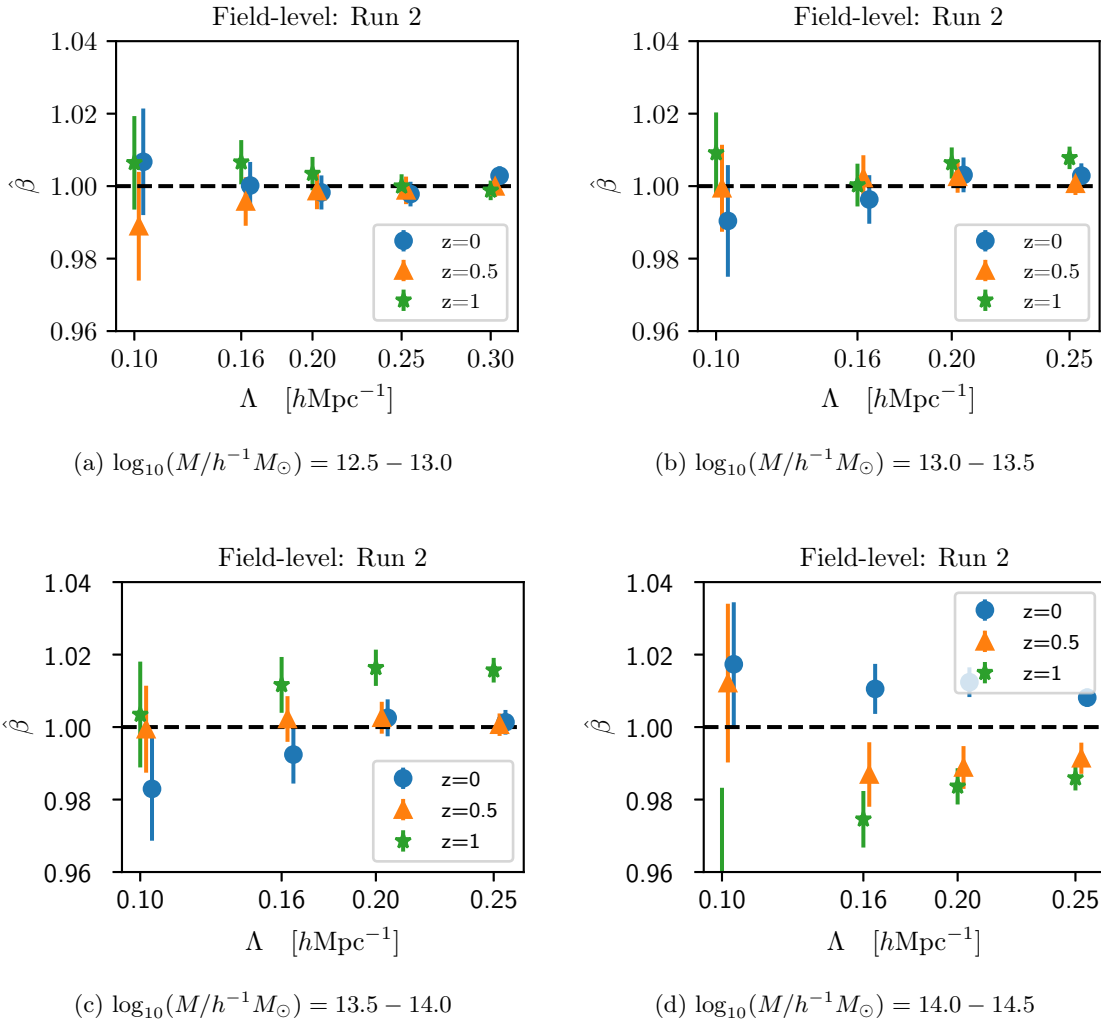 Field-level: Run 2
1.04
1.02
1.00
0.98
0.96
β̂
z=0
z=0.5
z=1
0.10 0.16 0.20 0.25 0.30
Λ [hMpc⁻¹]
(a) log₁₀(M/h⁻¹M⊙) = 12.5 − 13.0
Field-level: Run 2
1.04
1.02
1.00
0.98
0.96
β̂
z=0
z=0.5
z=1
0.10 0.16 0.20 0.25
Λ [hMpc⁻¹]
(b) log₁₀(M/h⁻¹M⊙) = 13.0 − 13.5
Field-level: Run 2
1.04
1.02
1.00
0.98
0.96
β̂
z=0
z=0.5
z=1
0.10 0.16 0.20 0.25
Λ [hMpc⁻¹]
(c) log₁₀(M/h⁻¹M⊙) = 13.5 − 14.0
Field-level: Run 2
1.04
1.02
1.00
0.98
0.96
β̂
z=0
z=0.5
z=1
0.10 0.16 0.20 0.25
Λ [hMpc⁻¹]
(d) log₁₀(M/h⁻¹M⊙) = 14.0 − 14.5